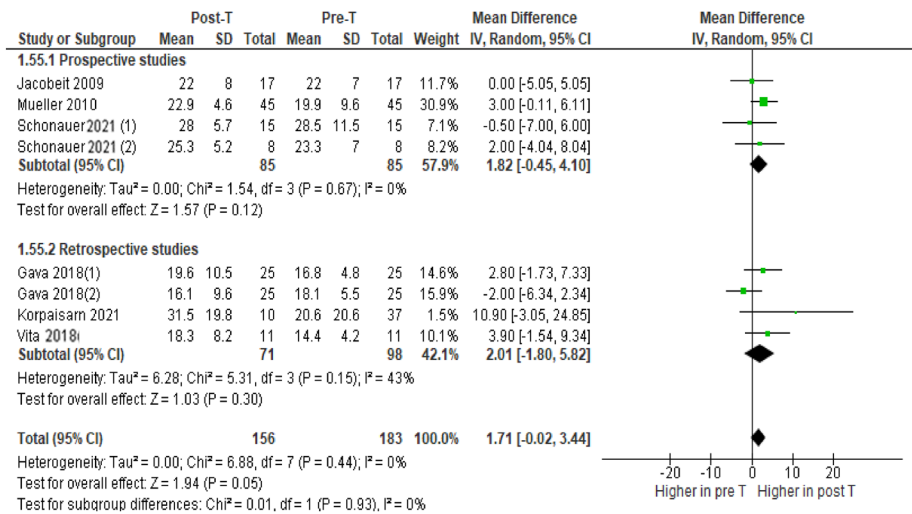 Post-T Pre-T Mean Difference Mean Difference
Study or Subgroup Mean SD Total Mean SD Total Weight IV, Random, 95% CI IV, Random, 95% CI
1.55.1 Prospective studies
Jacobeit 2009 22 8 17 22 7 17 11.7% 0.00 [-5.05, 5.05]
Mueller 2010 22.9 4.6 45 19.9 9.6 45 30.9% 3.00 [-0.11, 6.11]
Schonauer 2021 (1) 28 5.7 15 28.5 11.5 15 7.1% -0.50 [-7.00, 6.00]
Schonauer 2021 (2) 25.3 5.2 8 23.3 7 8 8.2% 2.00 [-4.04, 8.04]
Subtotal (95% CI) 85 85 57.9% 1.82 [-0.45, 4.10]
Heterogeneity: Tau² = 0.00; Chi² = 1.54, df = 3 (P = 0.67); I² = 0%
Test for overall effect: Z = 1.57 (P = 0.12)
1.55.2 Retrospective studies
Gava 2018(1) 19.6 10.5 25 16.8 4.8 25 14.6% 2.80 [-1.73, 7.33]
Gava 2018(2) 16.1 9.6 25 18.1 5.5 25 15.9% -2.00 [-6.34, 2.34]
Korpaisarn 2021 31.5 19.8 10 20.6 20.6 37 1.5% 10.90 [-3.05, 24.85]
Vita 2018 18.3 8.2 11 14.4 4.2 11 10.1% 3.90 [-1.54, 9.34]
Subtotal (95% CI) 71 98 42.1% 2.01 [-1.80, 5.82]
Heterogeneity: Tau² = 6.28; Chi² = 5.31, df = 3 (P = 0.15); I² = 43%
Test for overall effect: Z = 1.03 (P = 0.30)
Total (95% CI) 156 183 100.0% 1.71 [-0.02, 3.44]
Heterogeneity: Tau² = 0.00; Chi² = 6.88, df = 7 (P = 0.44); I² = 0%
Test for overall effect: Z = 1.94 (P = 0.05)
Test for subgroup differences: Chi² = 0.01, df = 1 (P = 0.93), I² = 0%
-20 -10 0 10 20
Higher in pre T Higher in post T